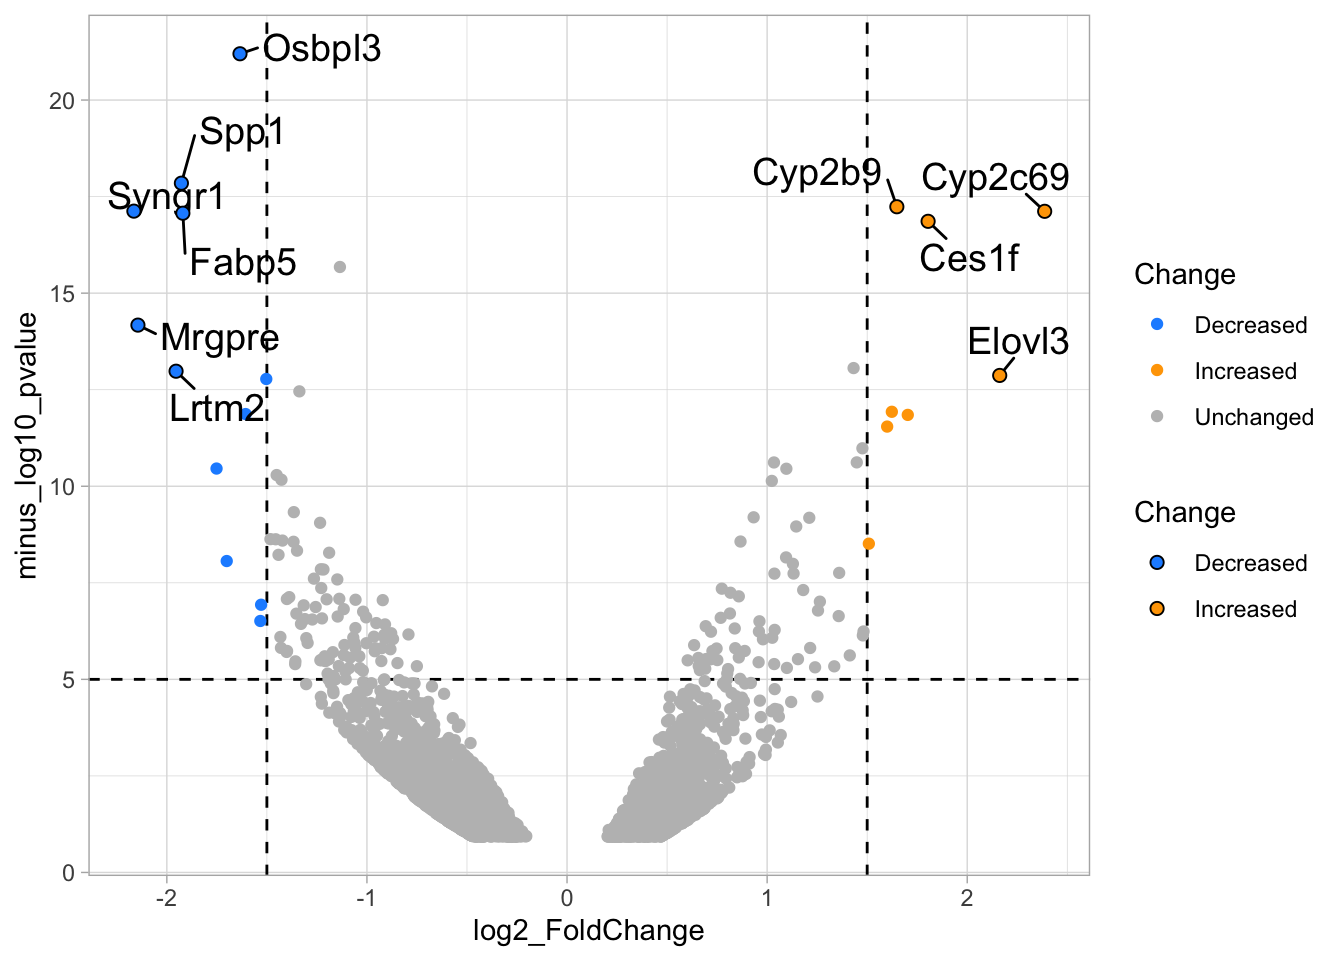 Osbpl3
Spp1
Syngr1
Fabp5
Mrgpre
Lrtm2
Cyp2b9
Cyp2c69
Ces1f
Elovl3
20
15
10
5
0
minus_log10_pvalue
-2
-1
0
1
2
log2_FoldChange
Change
Decreased
Increased
Unchanged
Change
Decreased
Increased